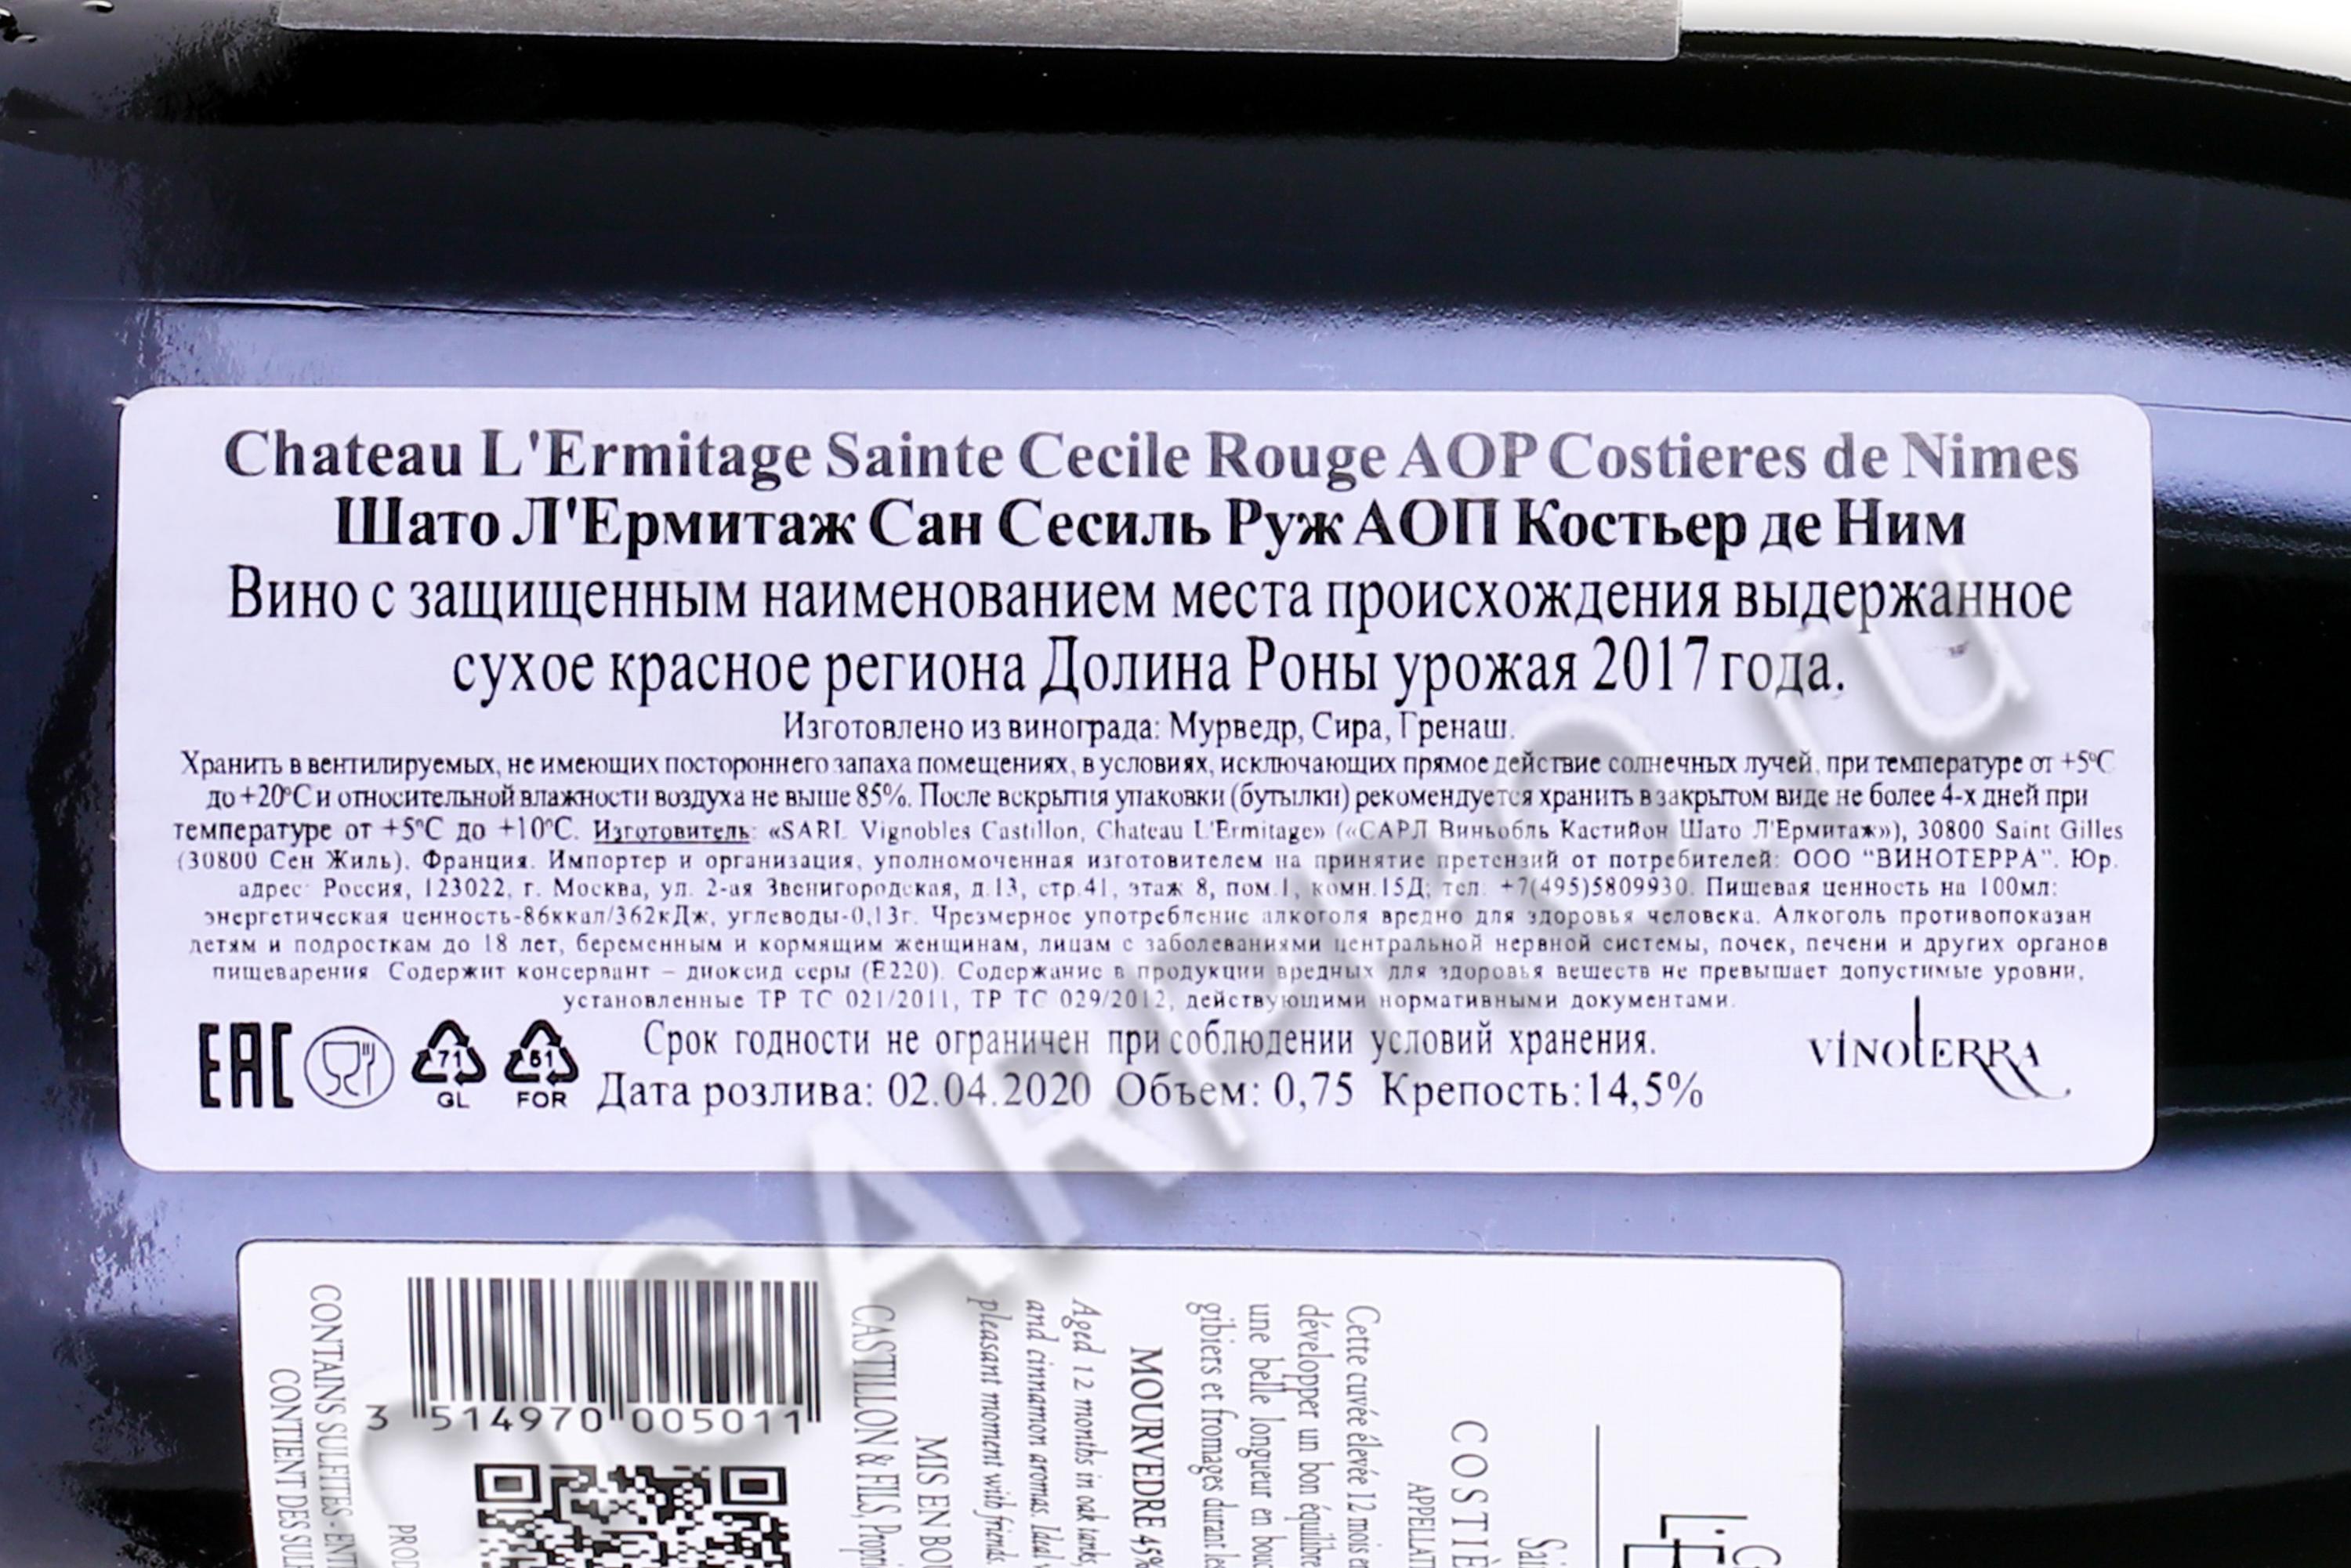 Chateau L'Ermitage Sainte Cecile Rouge AOP Costieres de Nimes
Шато Л'Ермитаж Сан Сесиль Руж АОП Костьер де Ним
Вино с защищенным наименованием места происхождения выдержанное
сухое красное региона Долина Роны урожая 2017 года.
Изготовлено из винограда: Мурведр, Сира, Гренаш.
Хранить в вентилируемых, не имеющих постороннего запаха помещениях, в условиях, исключающих прямое действие солнечных лучей, при температуре от +5°С
до +20°С и относительной влажности воздуха не выше 85%. После вскрытия упаковки (бутылки) рекомендуется хранить в закрытом виде не более 4-х дней при
температуре от +5°С до +10°С. Изготовитель: «SARL Vignobles Castillon, Chateau L'Ermitage» («САРЛ Виньобль Кастийон Шато Л'Ермитаж»), 30800 Saint Gilles
(30800 Сен Жиль), Франция. Импортер и организация, уполномоченная изготовителем на принятие претензий от потребителей: ООО "ВИНОТЕРРА". Юр.
адрес: Россия, 123022, г. Москва, ул. 2-ая Звенигородская, д.13, стр.41, этаж 8, пом.1, комн.15Д; тел: +7(495)5809930. Пищевая ценность на 100мл:
энергетическая ценность-86ккал/362кДж, углеводы-0,13г. Чрезмерное употребление алкоголя вредно для здоровья человека. Алкоголь противопоказан
детям и подросткам до 18 лет, беременным и кормящим женщинам, лицам с заболеваниями центральной нервной системы, почек, печени и других органов
пищеварения. Содержит консервант – диоксид серы (Е220). Содержание в продукции вредных для здоровья веществ не превышает допустимые уровни,
установленные ТР ТС 021/2011, ТР ТС 029/2012, действующими нормативными документами.
Срок годности не ограничен при соблюдении условий хранения.
Дата розлива: 02.04.2020 Объем: 0,75 Крепость:14,5%
EAC
71
GL
61
FOR
VINOTERRA
CIGARPRO.ru
3 514970 005011
COSTIÈ
APPELLAT
Cette cuvée élevée 12 mois
développer un bon équilibre
une belle longueur en
gibiers et fromages durant
MOURVEDRE 45%
Aged 12 months in oak tanks,
and cinnamon aromas. Ideal
pleasant moment with friends.
MIS EN
CASTILLON & FILS,
PROD
CONTAINS SULFITES -
CONTIENT DES